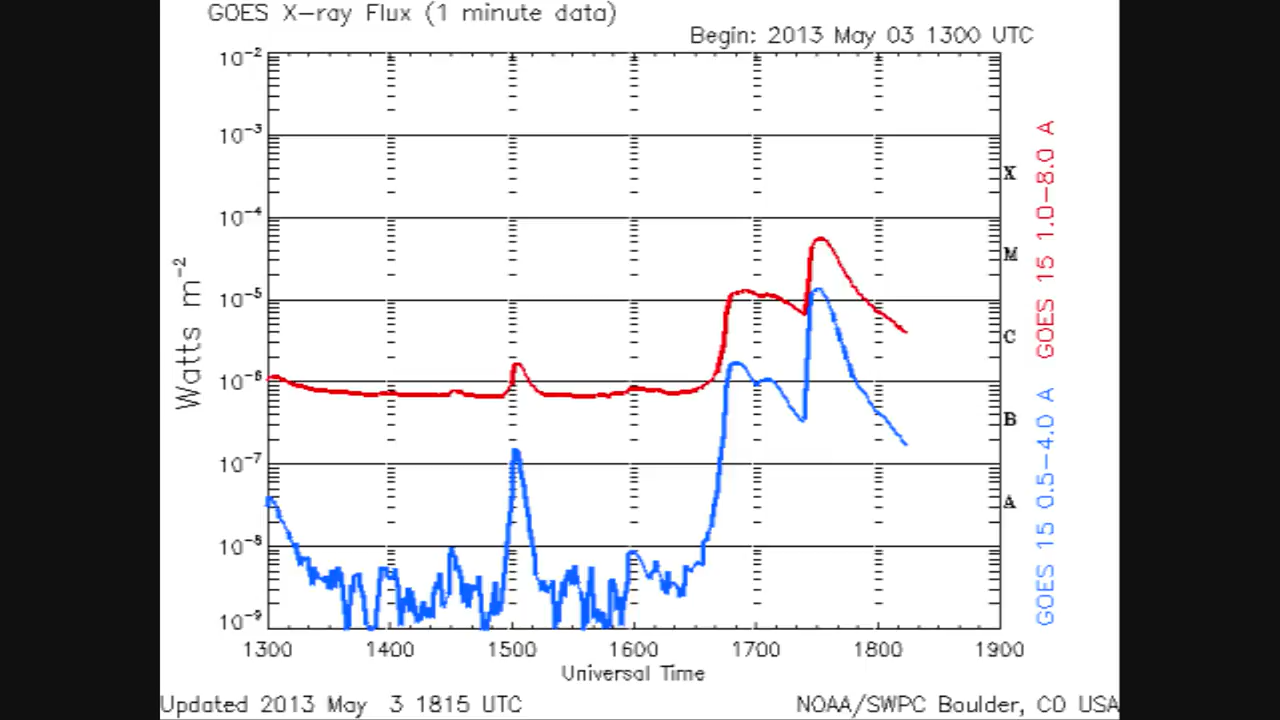 GOES X-ray Flux (1 minute data)
Begin: 2013 May 03 1300 UTC
10-2
10-3
10-4
10-5
10-6
10-7
10-8
10-9
Watts m-2
X
M
C
B
A
GOES 15 1.0-8.0 A
GOES 15 0.5-4.0 A
1300 1400 1500 1600 1700 1800 1900
Universal Time
Updated 2013 May 3 1815 UTC
NOAA/SWPC Boulder, CO USA